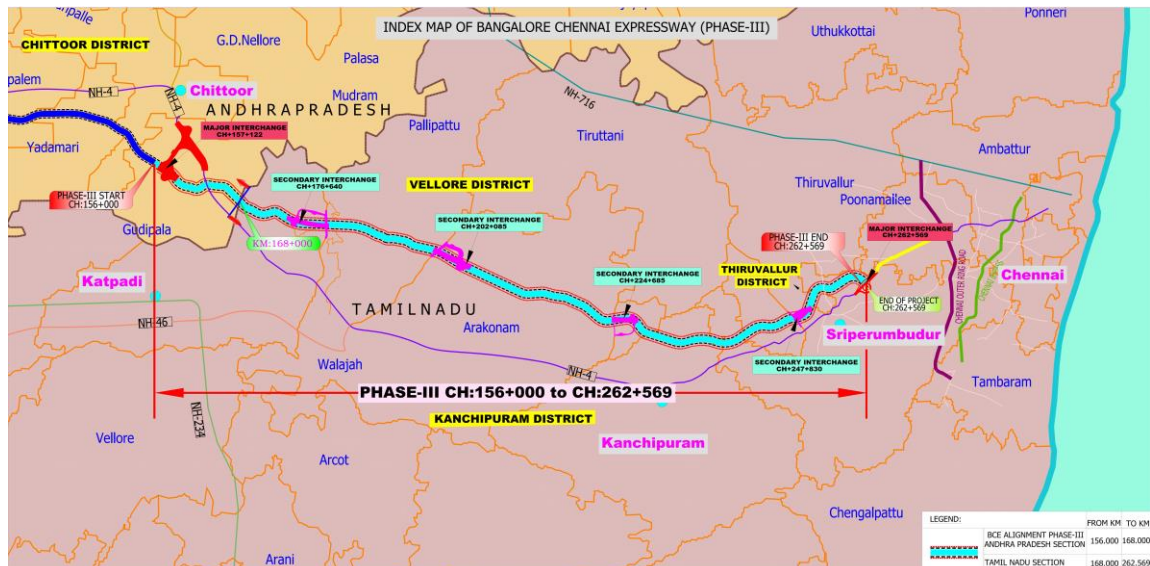 INDEX MAP OF BANGALORE CHENNAI EXPRESSWAY (PHASE-III)
Ponneri
Uthukkottai
CHITTOOR DISTRICT
G.D.Nellore
Palasa
palem
NH-4
Chittoor
NH-4
Mudram
ANDHRAPRADESH
NH-716
MAJOR INTERCHANGE
CH+157+122
Pallipattu
Tiruttani
Yadamari
Ambattur
PHASE-III START
CH:156+000
SECONDARY INTERCHANGE
CH+176+640
VELLORE DISTRICT
Thiruvallur
Poonamallee
Gudipala
KM:168+000
SECONDARY INTERCHANGE
CH+202+085
PHASE-III END
CH:262+569
MAJOR INTERCHANGE
CH+262+569
Katpadi
SECONDARY INTERCHANGE
CH+224+685
THIRUVALLUR
DISTRICT
CHENNAI OUTER RING ROAD
Chennai
END OF PROJECT
CH:262+569
NH-46
TAMILNADU
Arakonam
Sriperumbudur
Walajah
NH-4
SECONDARY INTERCHANGE
CH+247+830
Tambaram
PHASE-III CH:156+000 to CH:262+569
NH-234
KANCHIPURAM DISTRICT
Vellore
Kanchipuram
Arcot
Chengalpattu
Arani
LEGEND:
FROM KM TO KM
BCE ALIGNMENT PHASE-III
ANDHRA PRADESH SECTION 156.000 168.000
TAMIL NADU SECTION 168.000 262.569